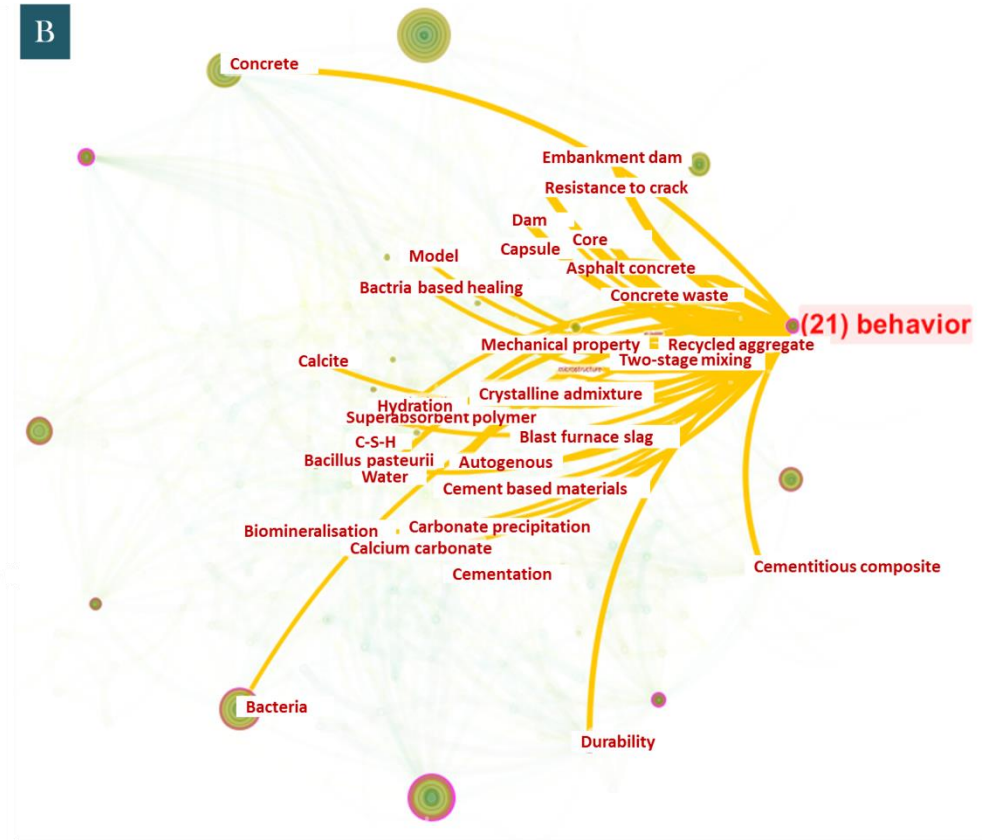 B
Concrete
Embankment dam
Resistance to crack
Dam
Core
Capsule
Model
Asphalt concrete
Bactria based healing
Concrete waste
(21) behavior
Mechanical property
Recycled aggregate
Two-stage mixing
Calcite
microstructure
Crystalline admixture
Hydration
Superabsorbent polymer
C-S-H
Blast furnace slag
Bacillus pasteurii
Autogenous
Water
Cement based materials
Biomineralisation
Carbonate precipitation
Calcium carbonate
Cementation
Cementitious composite
Bacteria
Durability